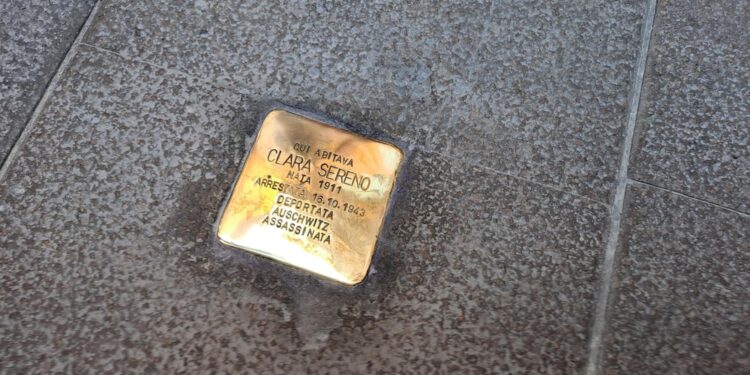 QUI ABITAVA
CLARA SERENO
NATA 1911
ARRESTATA 16.10.1943
DEPORTATA
AUSCHWITZ
ASSASSINATA